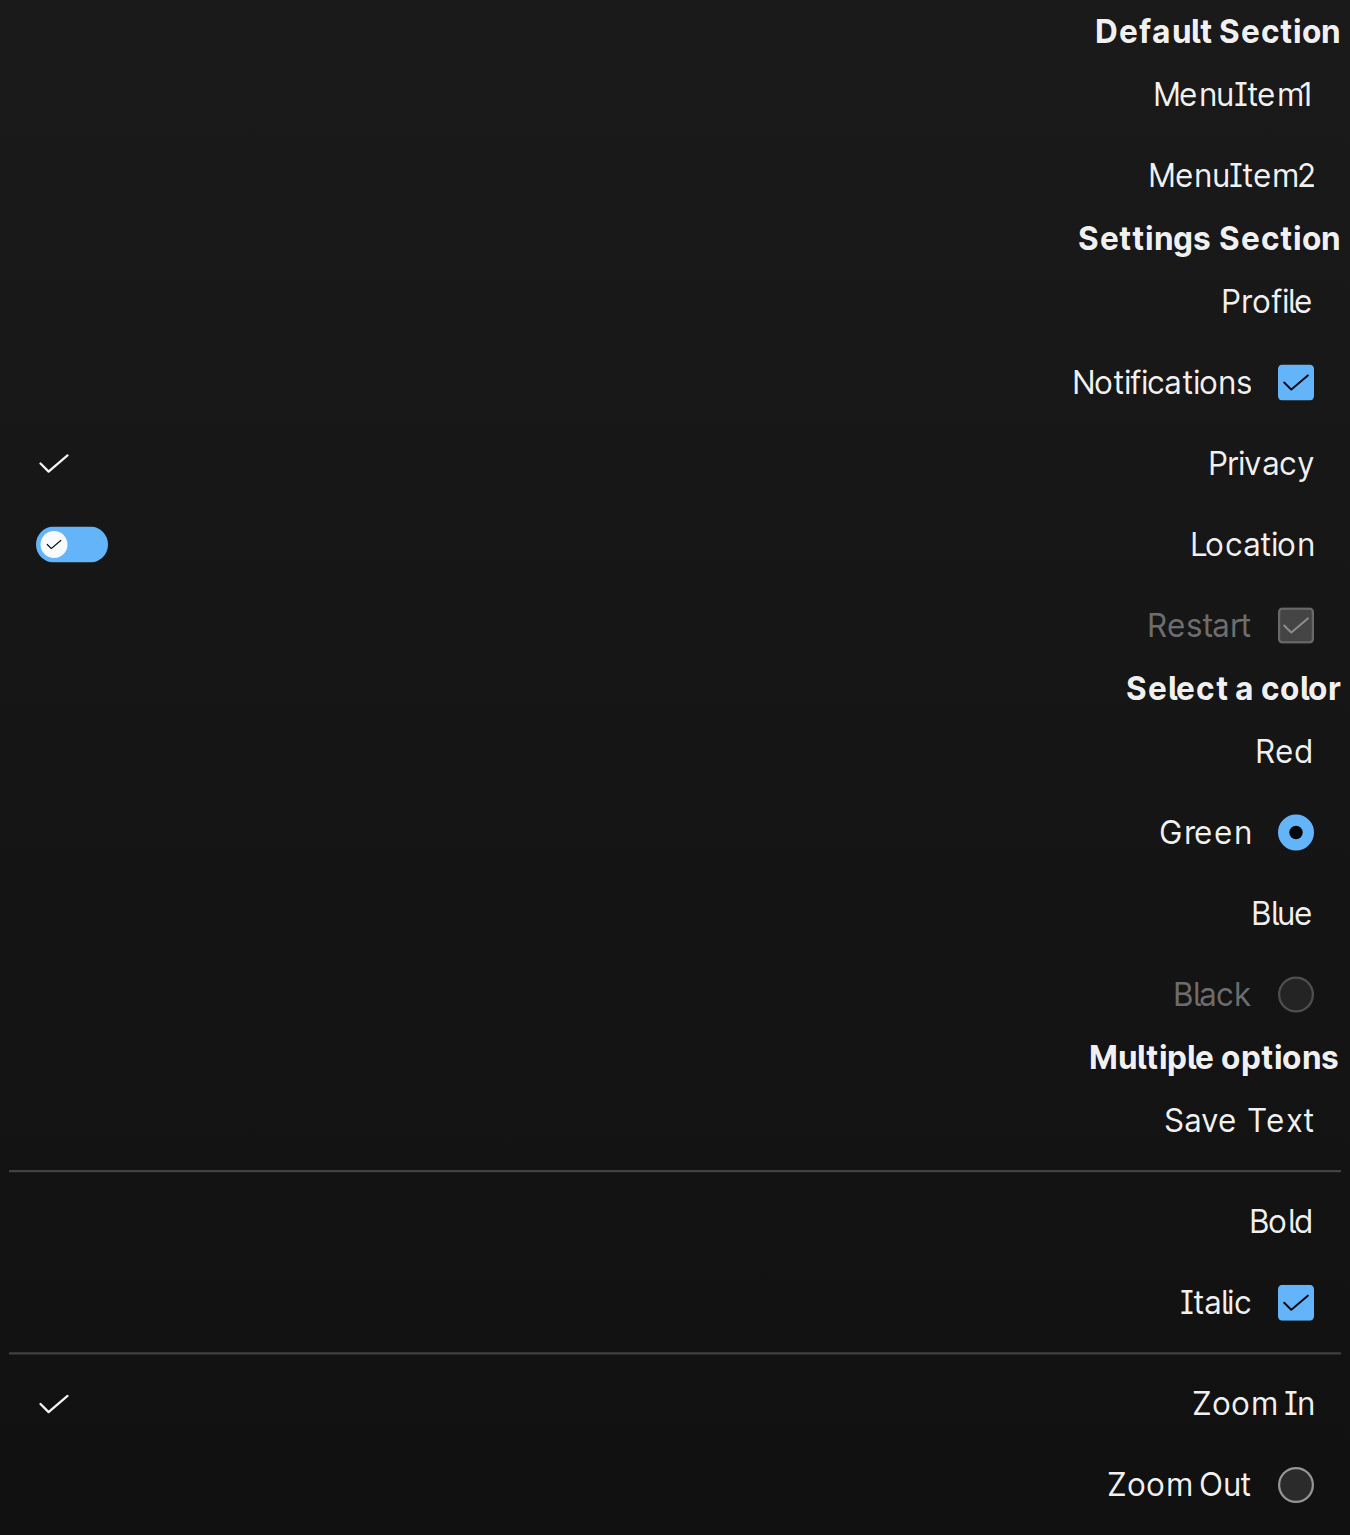 Default Section
MenuItem1
MenuItem2
Settings Section
Profile
Notifications
Privacy
Location
Restart
Select a color
Red
Green
Blue
Black
Multiple options
Save Text
Bold
Italic
Zoom In
Zoom Out